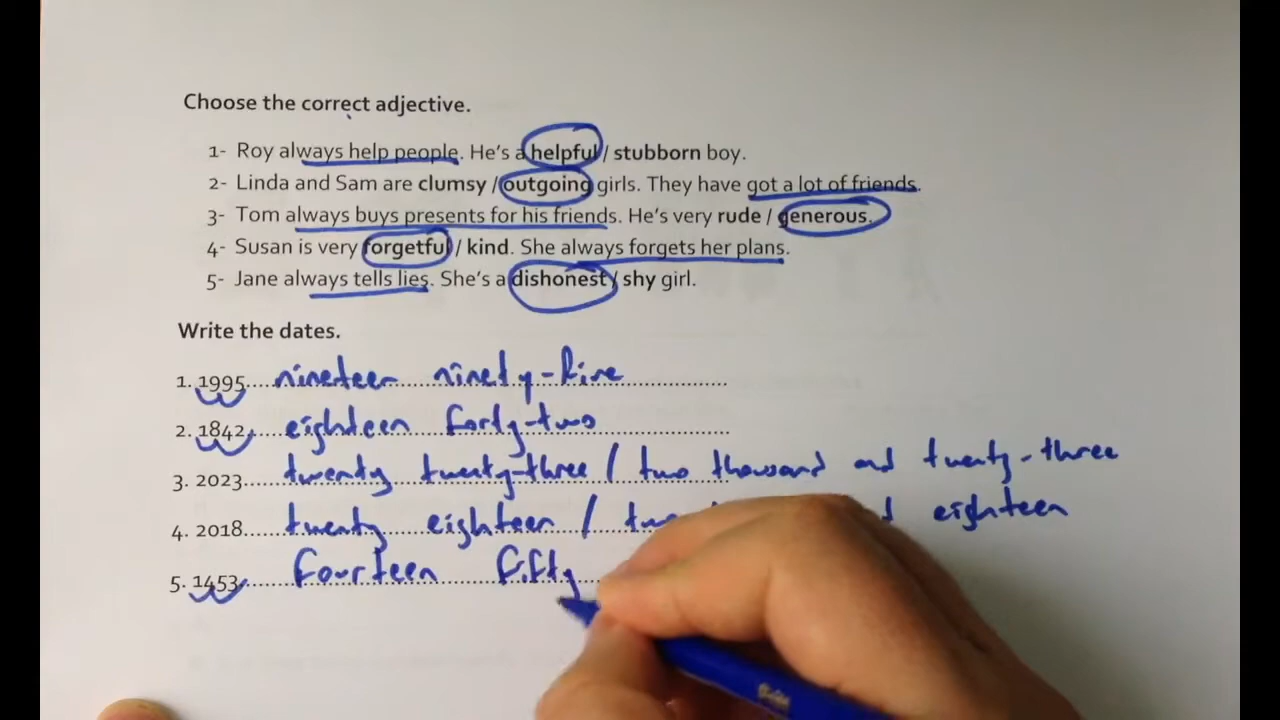 Choose the correct adjective.
1- Roy always help people. He's a helpful / stubborn boy.
2- Linda and Sam are clumsy / outgoing girls. They have got a lot of friends.
3- Tom always buys presents for his friends. He's very rude / generous.
4- Susan is very forgetful / kind. She always forgets her plans.
5- Jane always tells lies. She's a dishonest / shy girl.
Write the dates.
1. 1995.... nineteen ninety-five
2. 1842.... eighteen forty-two
3. 2023.... twenty twenty-three / two thousand and twenty-three
4. 2018.... twenty eighteen / eighteen
5. 1453.... fourteen fifty